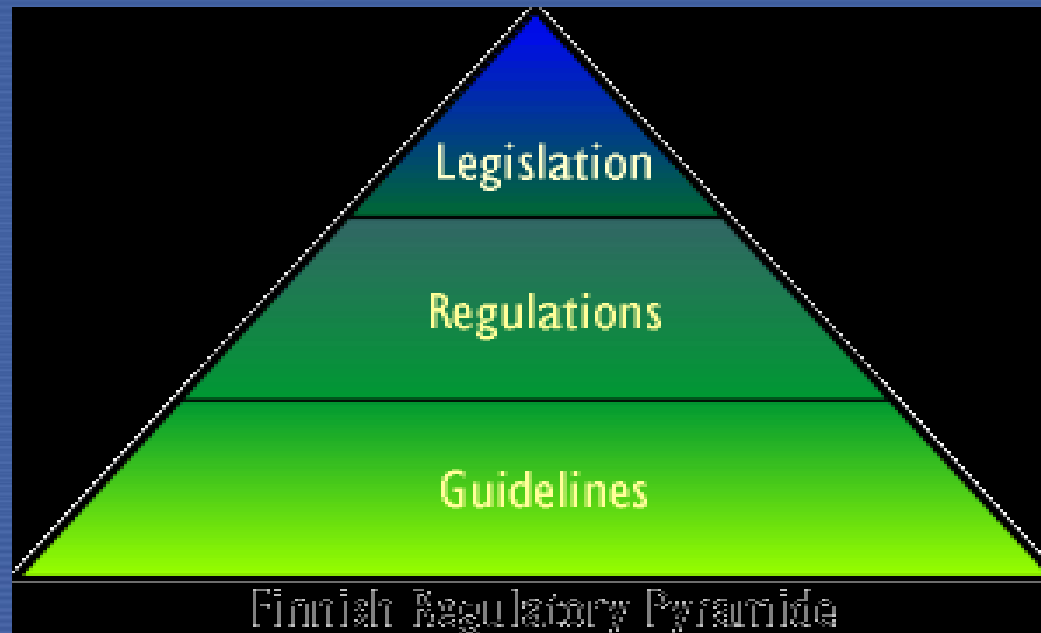 Legislation
Regulations
Guidelines
Finnish Regulatory Pyramide